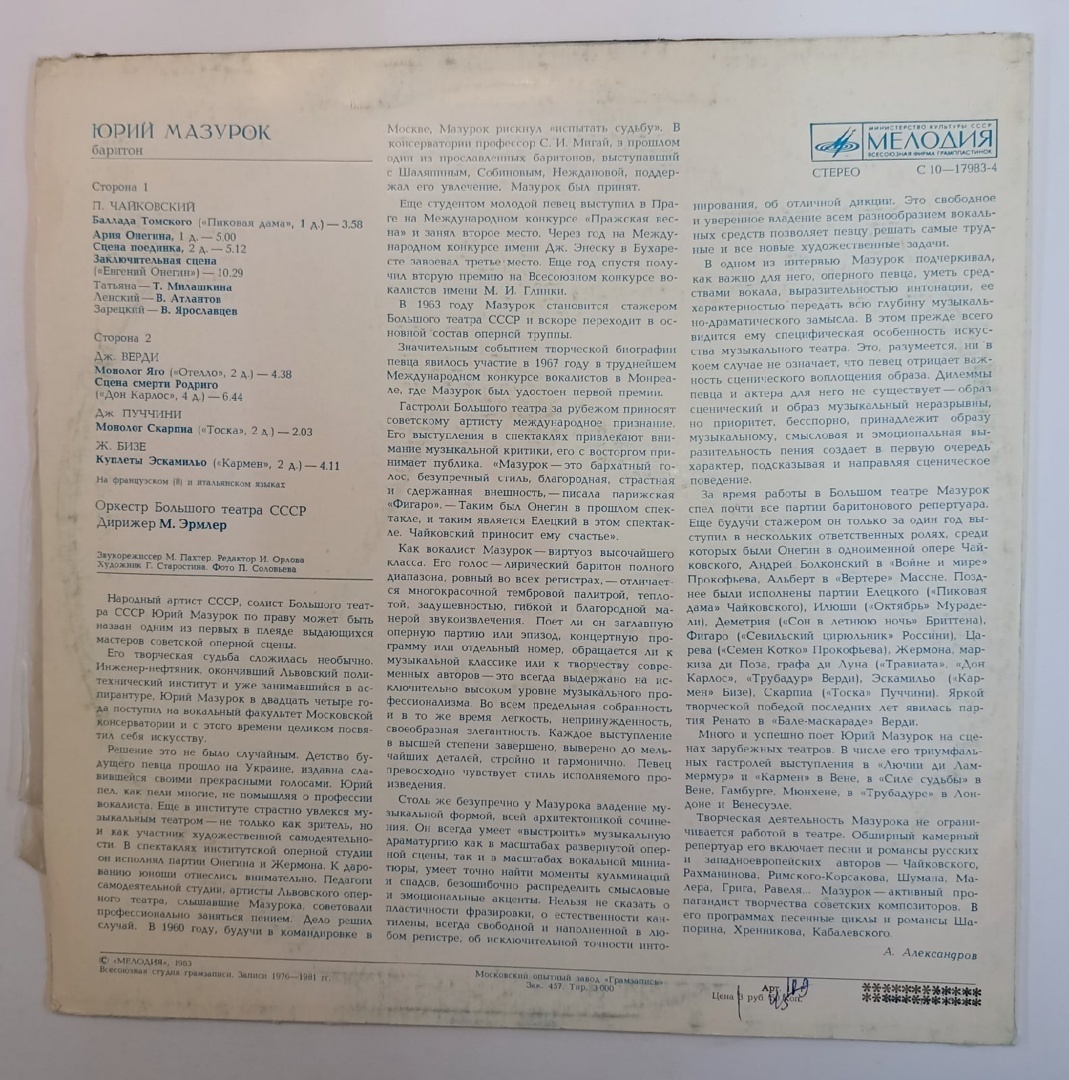 ЮРИЙ МАЗУРОК
баритон
Сторона 1
П. ЧАЙКОВСКИЙ
Баллада Томского («Пиковая дама», 1 д.) — 3.58
Ария Онегина, 1 д. — 5.00
Сцена поединка, 2 д. — 5.12
Заключительная сцена
(«Евгений Онегин») — 10.29
Татьяна — Т. Милашкина
Ленский — В. Атлантов
Зарецкий — В. Ярославцев
Сторона 2
Дж. ВЕРДИ
Монолог Яго («Отелло», 2 д.) — 4.38
Сцена смерти Родриго
(«Дон Карлос», 4 д.) — 6.44
Дж. ПУЧЧИНИ
Монолог Скарпиа («Тоска», 2 д.) — 2.03
Ж. БИЗЕ
Куплеты Эскамильо («Кармен», 2 д.) — 4.11
На французском (8) и итальянском языках
Оркестр Большого театра СССР
Дирижер М. Эрмлер
Звукорежиссер М. Пахтер. Редактор И. Орлова
Художник Г. Старостина. Фото П. Соловьева
Народный артист СССР, солист Большого теат-
ра СССР Юрий Мазурок по праву может быть
назван одним из первых в плеяде выдающихся
мастеров советской оперной сцены.
Его творческая судьба сложилась необычно.
Инженер-нефтяник, окончивший Львовский поли-
технический институт и уже занимавшийся в ас-
пирантуре, Юрий Мазурок в двадцать четыре го-
да поступил на вокальный факультет Московской
консерватории и с этого времени целиком посвя-
тил себя искусству.
Решение это не было случайным. Детство бу-
дущего певца прошло на Украине, издавна сла-
вившейся своими прекрасными голосами. Юрий
пел, как пели многие, не помышляя о профессии
вокалиста. Еще в институте страстно увлекся му-
зыкальным театром — не только как зритель, но
и как участник художественной самодеятельно-
сти. В спектаклях институтской оперной студии
он исполнял партии Онегина и Жермона. К даро-
ванию юноши отнеслись внимательно. Педагоги
самодеятельной студии, артисты Львовского опер-
ного театра, слышавшие Мазурока, советовали
профессионально заняться пением. Дело решил
случай. В 1960 году, будучи в командировке в
Москве, Мазурок рискнул «испытать судьбу». В
консерватории профессор С. И. Мигай, в прошлом
один из прославленных баритонов, выступавший
с Шаляпиным, Собиновым, Неждановой, поддер-
жал его увлечение. Мазурок был принят.
Еще студентом молодой певец выступил в Пра-
ге на Международном конкурсе «Пражская вес-
на» и занял второе место. Через год на Между-
народном конкурсе имени Дж. Энеску в Бухаре-
сте завоевал третье место. Еще год спустя полу-
чил вторую премию на Всесоюзном конкурсе во-
калистов имени М. И. Глинки.
В 1963 году Мазурок становится стажером
Большого театра СССР и вскоре переходит в ос-
новной состав оперной труппы.
Значительным событием творческой биографии
певца явилось участие в 1967 году в труднейшем
Международном конкурсе вокалистов в Монреа-
ле, где Мазурок был удостоен первой премии.
Гастроли Большого театра за рубежом приносят
советскому артисту международное признание.
Его выступления в спектаклях привлекают вни-
мание музыкальной критики, его с восторгом при-
нимает публика. «Мазурок — это бархатный го-
лос, безупречный стиль, благородная, страстная
и сдержанная внешность, — писала парижская
«Фигаро». — Таким был Онегин в прошлом спек-
такле, и таким является Елецкий в этом спектак-
ле. Чайковский приносит ему счастье».
Как вокалист Мазурок — виртуоз высочайшего
класса. Его голос — лирический баритон полного
диапазона, ровный во всех регистрах, — отличает-
ся многокрасочной тембровой палитрой, тепло-
той, задушевностью, гибкой и благородной ма-
нерой звукоизвлечения. Поет ли он заглавную
оперную партию или эпизод, концертную про-
грамму или отдельный номер, обращается ли к
музыкальной классике или к творчеству совре-
менных авторов — это всегда выдержано на ис-
ключительно высоком уровне музыкального про-
фессионализма. Во всем предельная собранность
и в то же время легкость, непринужденность,
своеобразная элегантность. Каждое выступление
в высшей степени завершено, выверено до мель-
чайших деталей, стройно и гармонично. Певец
превосходно чувствует стиль исполняемого про-
изведения.
Столь же безупречно у Мазурока владение му-
зыкальной формой, всей архитектоникой сочине-
ния. Он всегда умеет «выстроить» музыкальную
драматургию как в масштабах развернутой опер-
ной сцены, так и в масштабах вокальной миниа-
тюры, умеет точно найти моменты кульминаций
и спадов, безошибочно распределить смысловые
и эмоциональные акценты. Нельзя не сказать о
пластичности фразировки, о естественности кан-
тилены, всегда свободной и наполненной в лю-
бом регистре, об исключительной точности инто-
МИНИСТЕРСТВО КУЛЬТУРЫ СССР
МЕЛОДИЯ
ВСЕСОЮЗНАЯ ФИРМА ГРАМПЛАСТИНОК
СТЕРЕО С 10—17983-4
нирования, об отличной дикции. Это свободное
и уверенное владение всем разнообразием вокаль-
ных средств позволяет певцу решать самые труд-
ные и все новые художественные задачи.
В одном из интервью Мазурок подчеркивал,
как важно для него, оперного певца, уметь сред-
ствами вокала, выразительностью интонации, ее
характерностью передать всю глубину музыкаль-
но-драматического замысла. В этом прежде всего
видится ему специфическая особенность искус-
ства музыкального театра. Это, разумеется, ни в
коем случае не означает, что певец отрицает важ-
ность сценического воплощения образа. Дилеммы
певца и актера для него не существует — образ
сценический и образ музыкальный неразрывны,
но приоритет, бесспорно, принадлежит образу
музыкальному, смысловая и эмоциональная вы-
разительность пения создает в первую очередь
характер, подсказывая и направляя сценическое
поведение.
За время работы в Большом театре Мазурок
спел почти все партии баритонового репертуара.
Еще будучи стажером он только за один год вы-
ступил в нескольких ответственных ролях, среди
которых были Онегин в одноименной опере Чай-
ковского, Андрей Болконский в «Войне и мире»
Прокофьева, Альберт в «Вертере» Массне. Позд-
нее были исполнены партии Елецкого («Пиковая
дама» Чайковского), Илюши («Октябрь» Мураде-
ли), Деметрия («Сон в летнюю ночь» Бриттена),
Фигаро («Севильский цирюльник» Россини), Ца-
рева («Семен Котко» Прокофьева), Жермона, мар-
киза ди Поза, графа ди Луна («Травиата», «Дон
Карлос», «Трубадур» Верди), Эскамильо («Кар-
мен» Бизе), Скарпиа («Тоска» Пуччини). Яркой
творческой победой последних лет явилась пар-
тия Ренато в «Бале-маскараде» Верди.
Много и успешно поет Юрий Мазурок на сце-
нах зарубежных театров. В числе его триумфаль-
ных гастролей выступления в «Лючии ди Лам-
мермур» и «Кармен» в Вене, в «Силе судьбы» в
Вене, Гамбурге, Мюнхене, в «Трубадуре» в Лон-
доне и Венесуэле.
Творческая деятельность Мазурока не ограни-
чивается работой в театре. Обширный камерный
репертуар его включает песни и романсы русских
и западноевропейских авторов — Чайковского,
Рахманинова, Римского-Корсакова, Шумана, Ма-
лера, Грига, Равеля... Мазурок — активный про-
пагандист творчества советских композиторов. В
его программах песенные циклы и романсы Ша-
порина, Хренникова, Кабалевского.
А. Александров
© «МЕЛОДИЯ», 1983
Всесоюзная студия грамзаписи. Записи 1976—1981 гг.
Московский опытный завод «Грамзапись»
Зак. 457. Тир. 3000
Арт.
Цена 3 руб. коп.